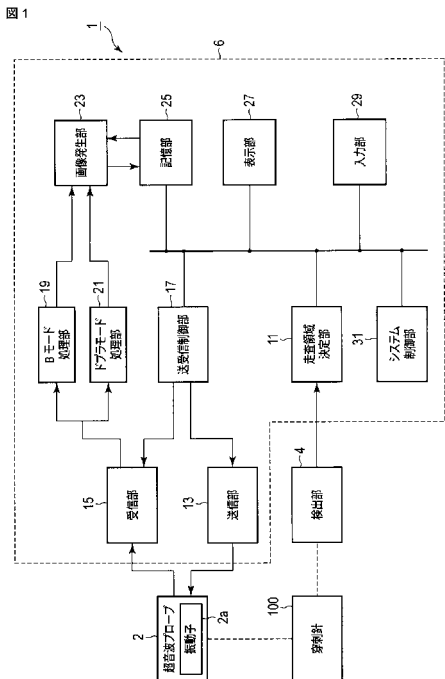 図1
1
6
23
画像発生部
25
記憶部
27
表示部
29
入力部
19
Bモード
処理部
21
ドプラモード
処理部
17
送受信制御部
11
走査領域
決定部
31
システム
制御部
15
受信部
13
送信部
4
検出部
2
超音波プローブ
振動子
2a
100
穿刺針